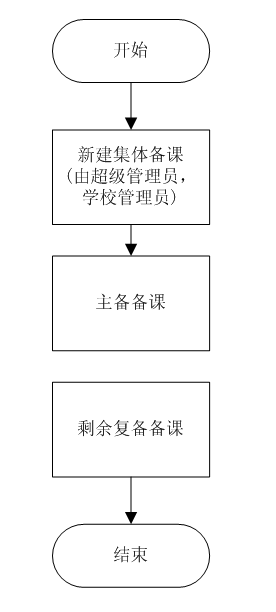 开始
新建集体备课
(由超级管理员，
学校管理员)
主备备课
剩余复备备课
结束